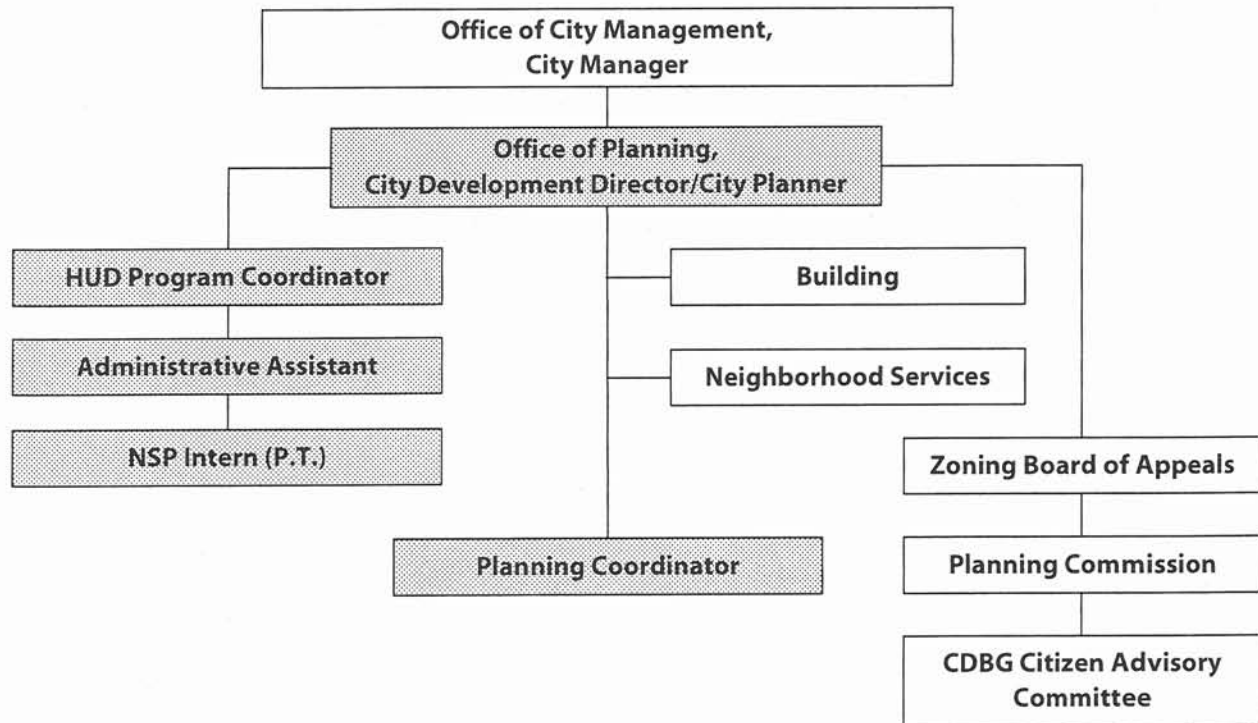 Office of City Management,
City Manager
Office of Planning,
City Development Director/City Planner
HUD Program Coordinator
Building
Administrative Assistant
Neighborhood Services
NSP Intern (P.T.)
Zoning Board of Appeals
Planning Coordinator
Planning Commission
CDBG Citizen Advisory
Committee